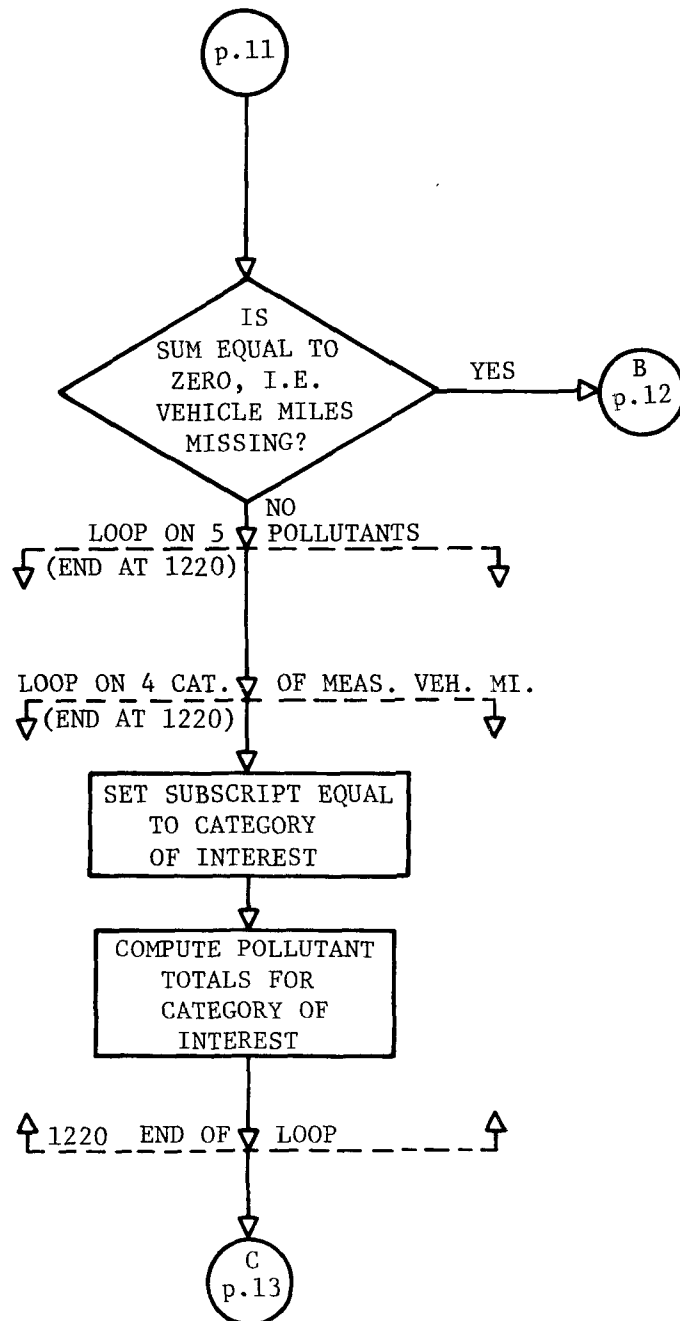 p.11
IS
SUM EQUAL TO
ZERO, I.E.
VEHICLE MILES
MISSING?
YES
B
p.12
NO
LOOP ON 5 POLLUTANTS
(END AT 1220)
LOOP ON 4 CAT. OF MEAS. VEH. MI.
(END AT 1220)
SET SUBSCRIPT EQUAL
TO CATEGORY
OF INTEREST
COMPUTE POLLUTANT
TOTALS FOR
CATEGORY OF
INTEREST
1220 END OF LOOP
C
p.13